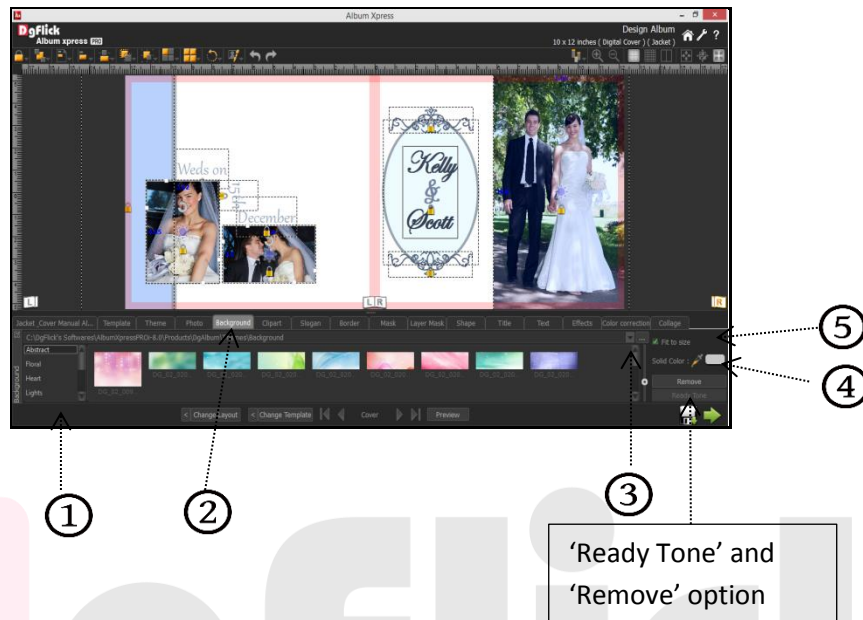 Album Xpress
DgFlick
Album xpress PRO
Design Album
10 x 12 inches ( Digital Cover ) ( Jacket )
?
Weds on
15th
December
Kelly
&
Scott
L
L R
R
Jacket _Cover Manual Al... Template Theme Photo Background Clipart Slogan Border Mask Layer Mask Shape Title Text Effects Color correction Collage
Background
Abstract
Floral
Heart
Lights
Fit to size
Solid Color :
Remove
Ready Tone
< Change Layout < Change Template Cover Preview
1
2
3
4
5
‘Ready Tone’ and
‘Remove’ option